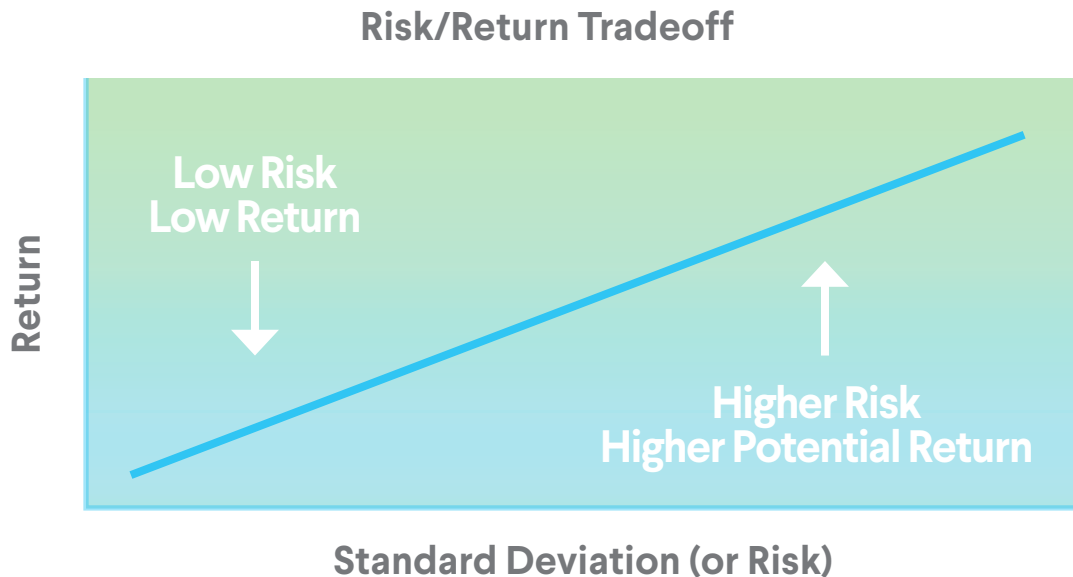 Risk/Return Tradeoff
Low Risk
Low Return
Return
Higher Risk
Higher Potential Return
Standard Deviation (or Risk)